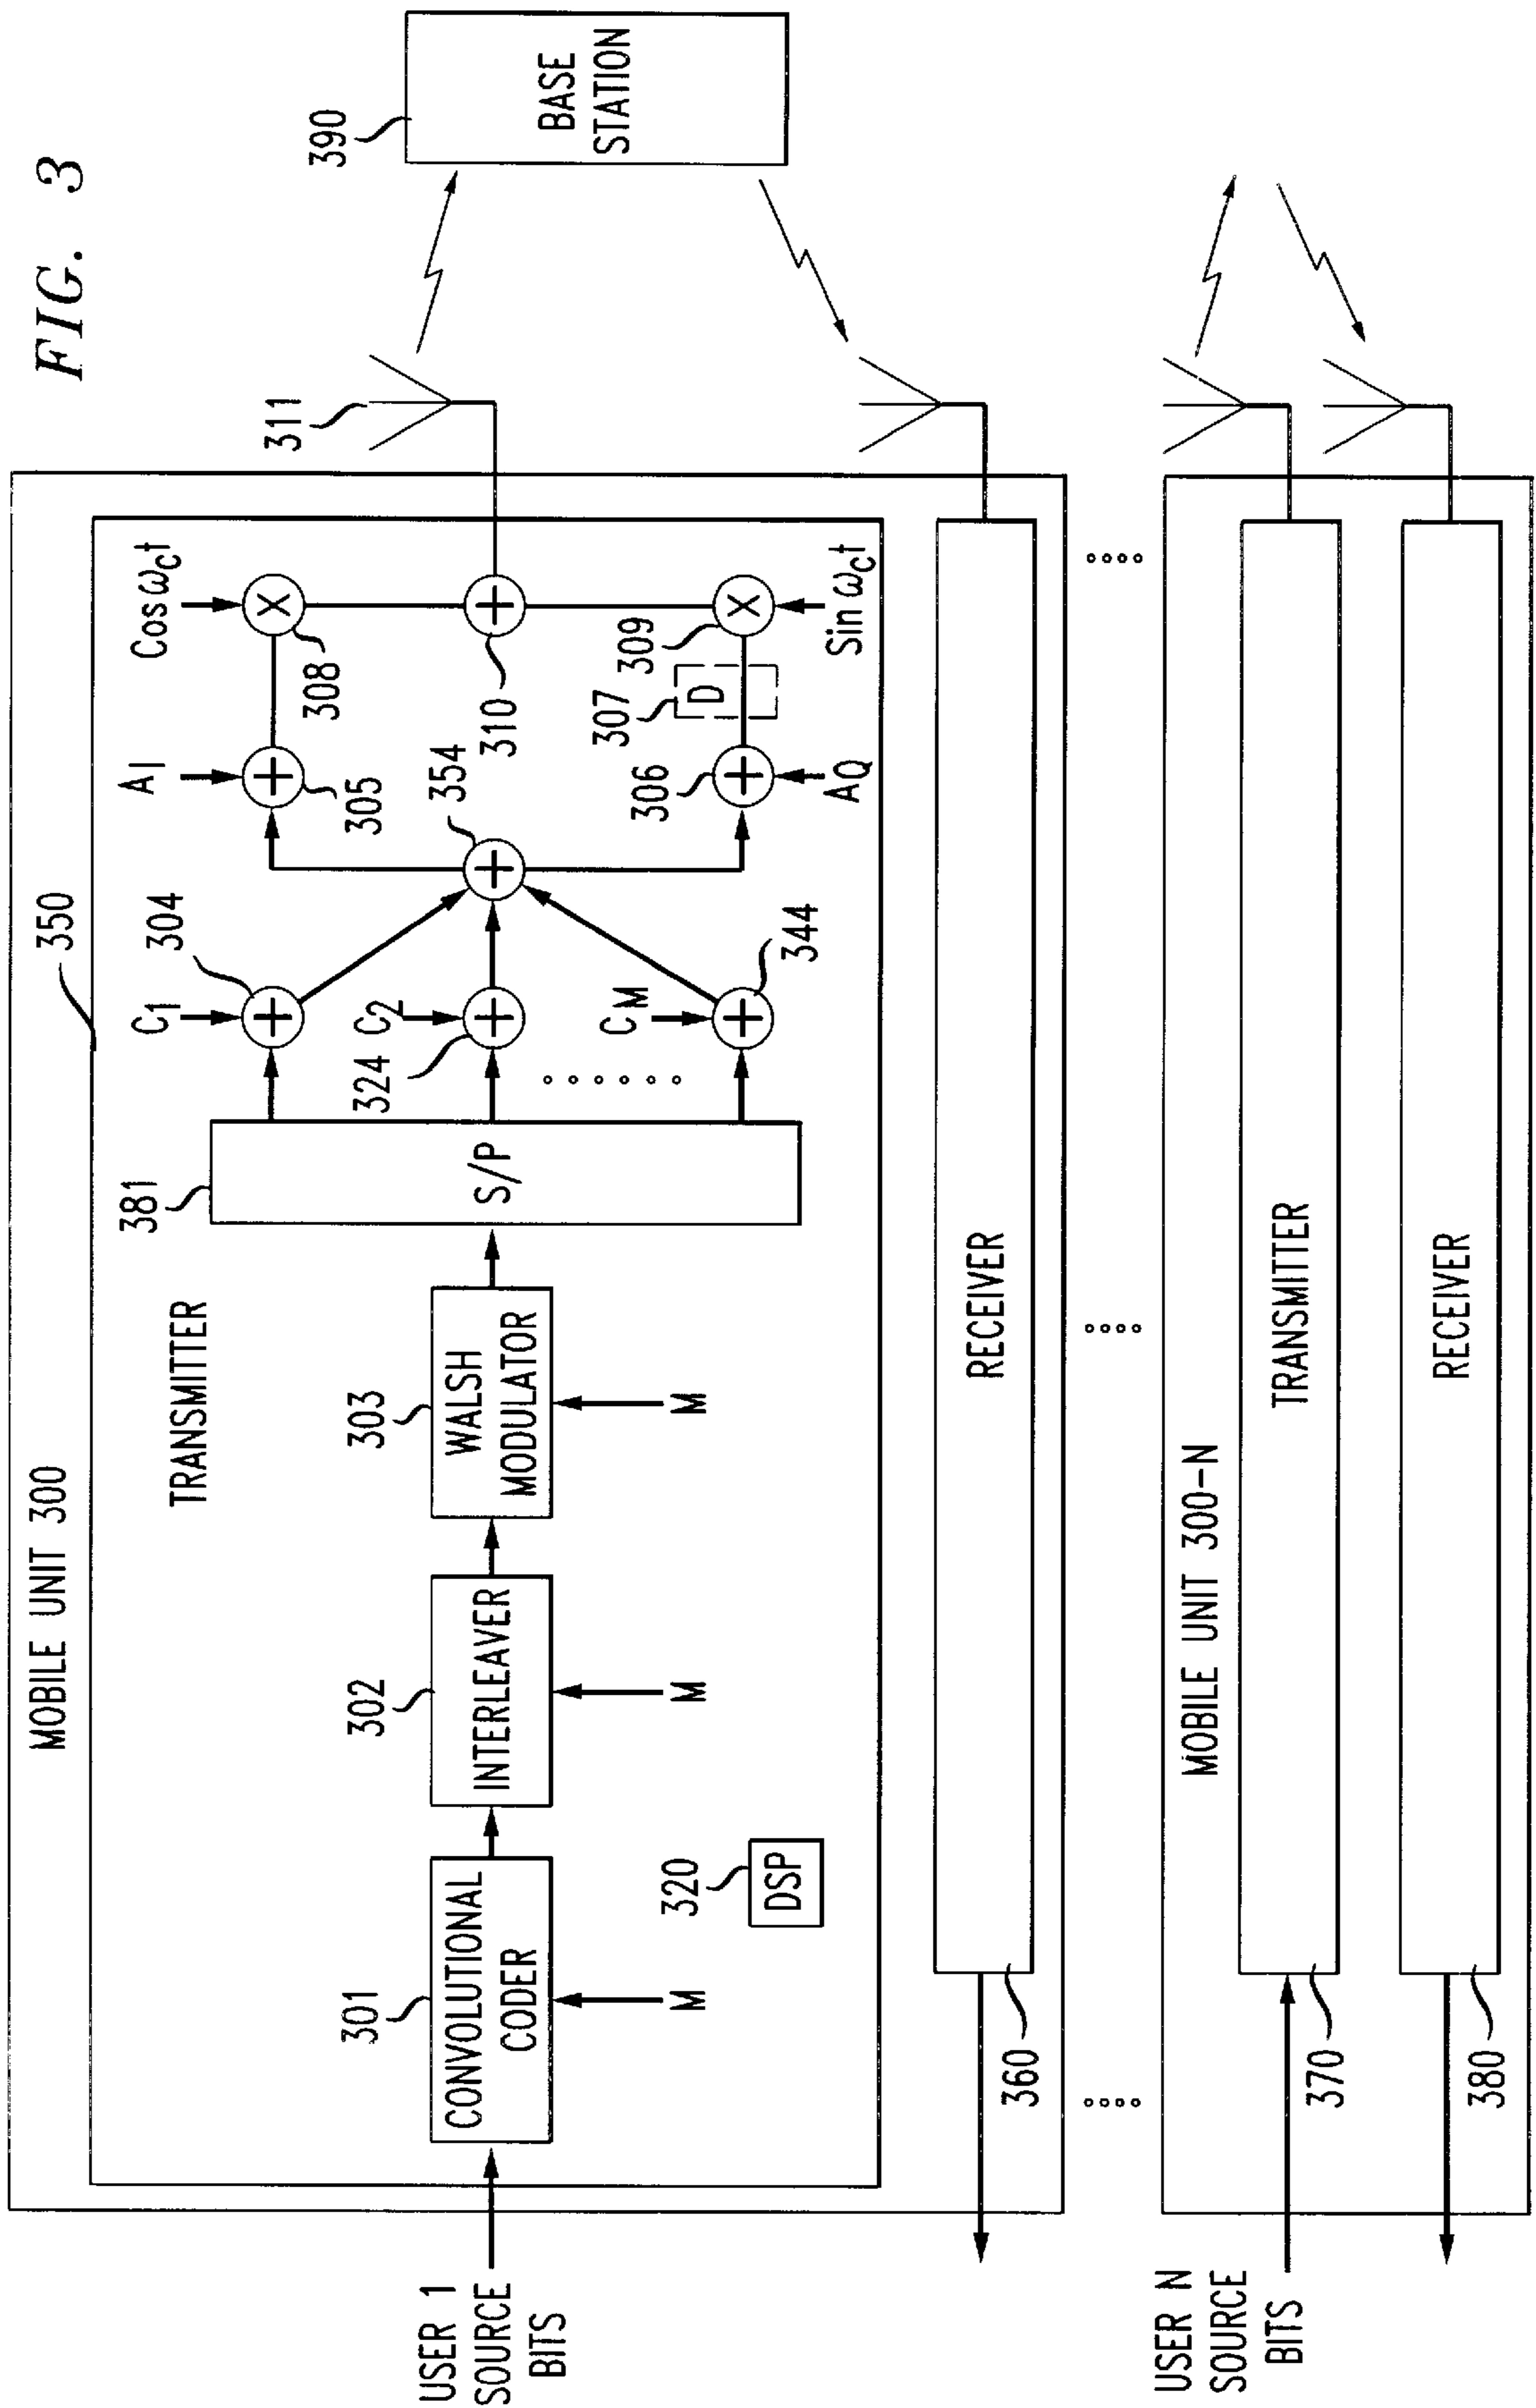 FIG. 3
MOBILE UNIT 300
350
TRANSMITTER
USER 1
SOURCE
BITS
301
CONVOLUTIONAL
CODER
M
302
INTERLEAVER
M
303
WALSH
MODULATOR
M
320
DSP
381
S/P
C1
304
C2
324
CM
344
354
AI
305
306
AQ
307
D
Cos ωct
308
310
309
Sin ωct
311
390
BASE
STATION
RECEIVER
360
MOBILE UNIT 300-N
USER N
SOURCE
BITS
TRANSMITTER
370
RECEIVER
380